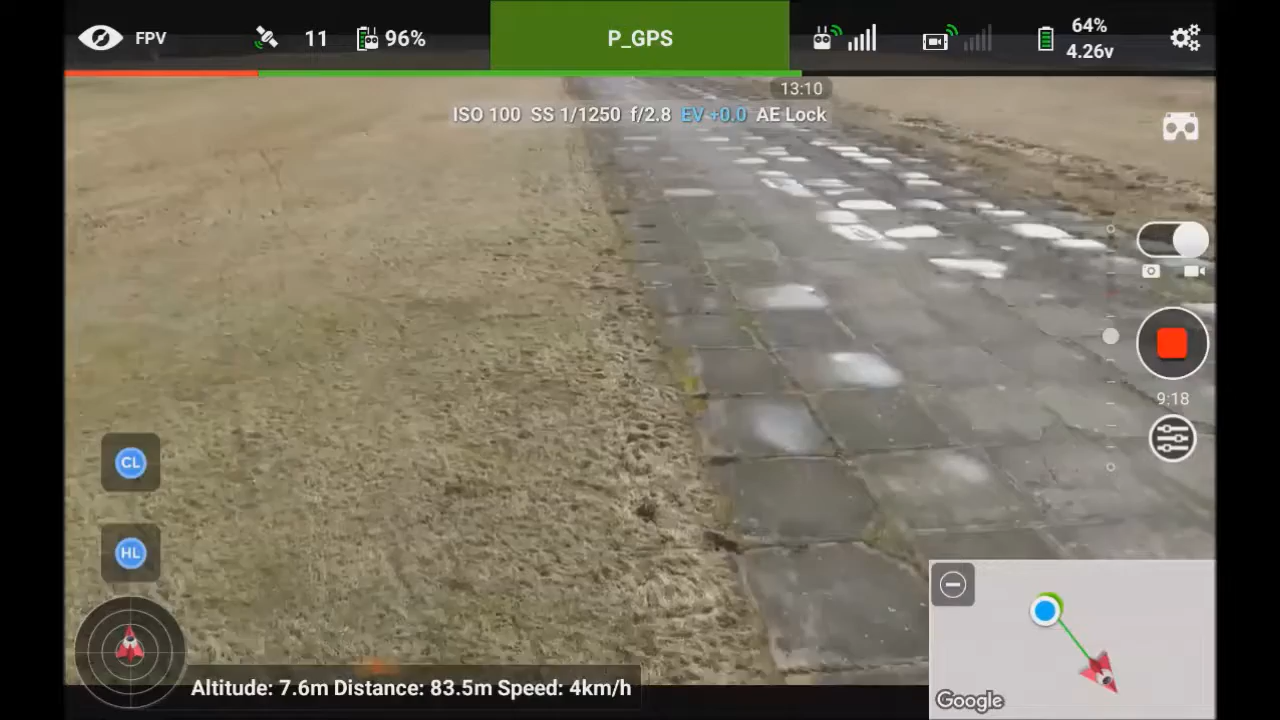 FPV
11
96%
P_GPS
64%
4.26v
13:10
ISO 100 SS 1/1250 f/2.8 EV +0.0 AE Lock
9:18
CL
HL
Altitude: 7.6m Distance: 83.5m Speed: 4km/h
Google